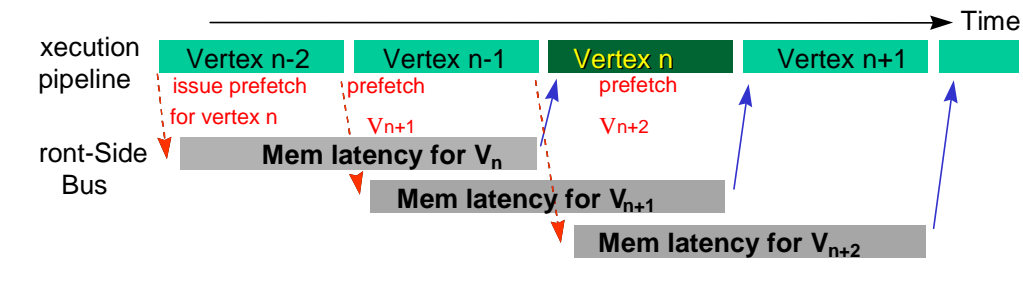 Time
xecution
pipeline
Vertex n-2
Vertex n-1
Vertex n
Vertex n+1
issue prefetch
for vertex n
prefetch
Vn+1
prefetch
Vn+2
ront-Side
Bus
Mem latency for Vn
Mem latency for Vn+1
Mem latency for Vn+2